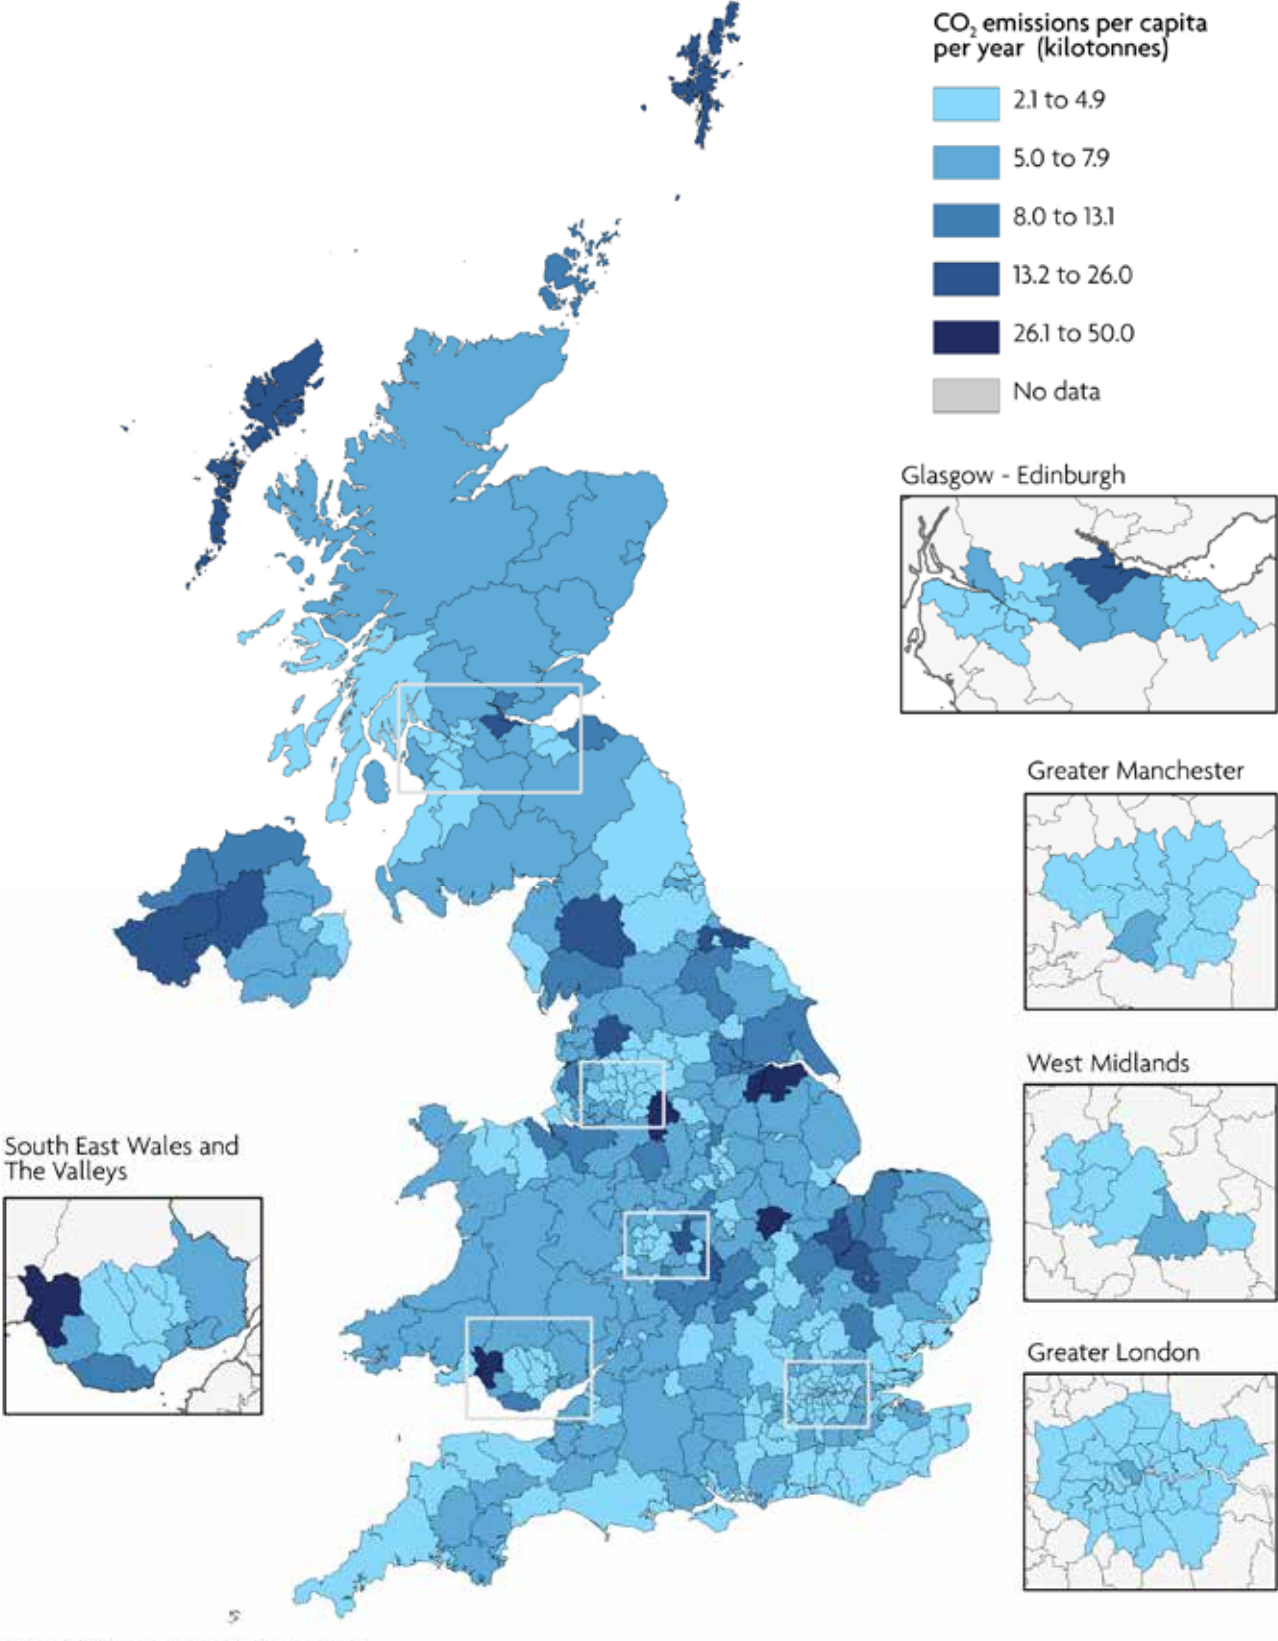 CO₂ emissions per capita
per year (kilotonnes)
2.1 to 4.9
5.0 to 7.9
8.0 to 13.1
13.2 to 26.0
26.1 to 50.0
No data
Glasgow - Edinburgh
Greater Manchester
West Midlands
South East Wales and
The Valleys
Greater London